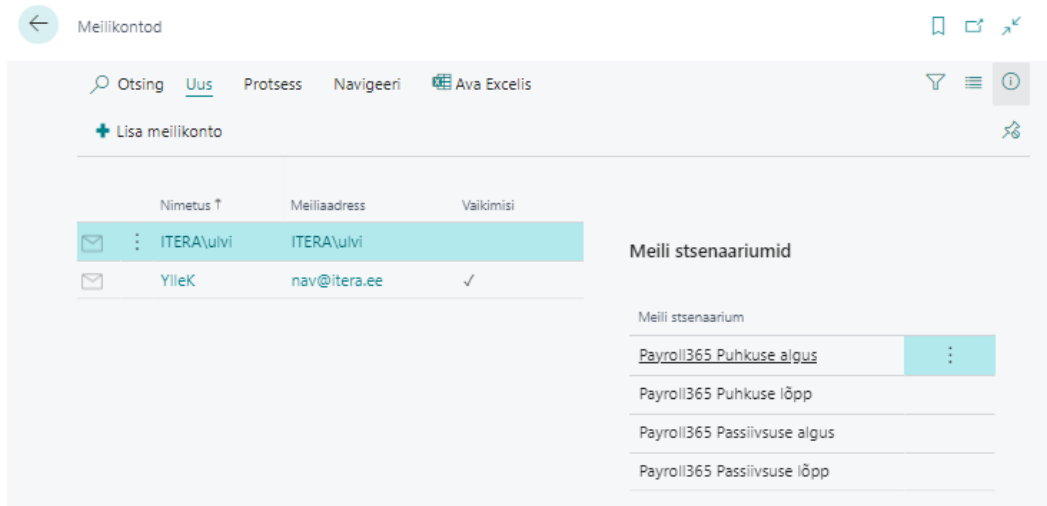 Meilikontod
Otsing Uus Protsess Navigeeri Ava Excelis
Lisa meilikonto
Nimetus ↑ Meiliaadress Vaikimisi
ITERA\ulvi ITERA\ulvi
YlleK nav@itera.ee ✓
Meili stsenaariumid
Meili stsenaarium
Payroll365 Puhkuse algus
Payroll365 Puhkuse lõpp
Payroll365 Passiivsuse algus
Payroll365 Passiivsuse lõpp